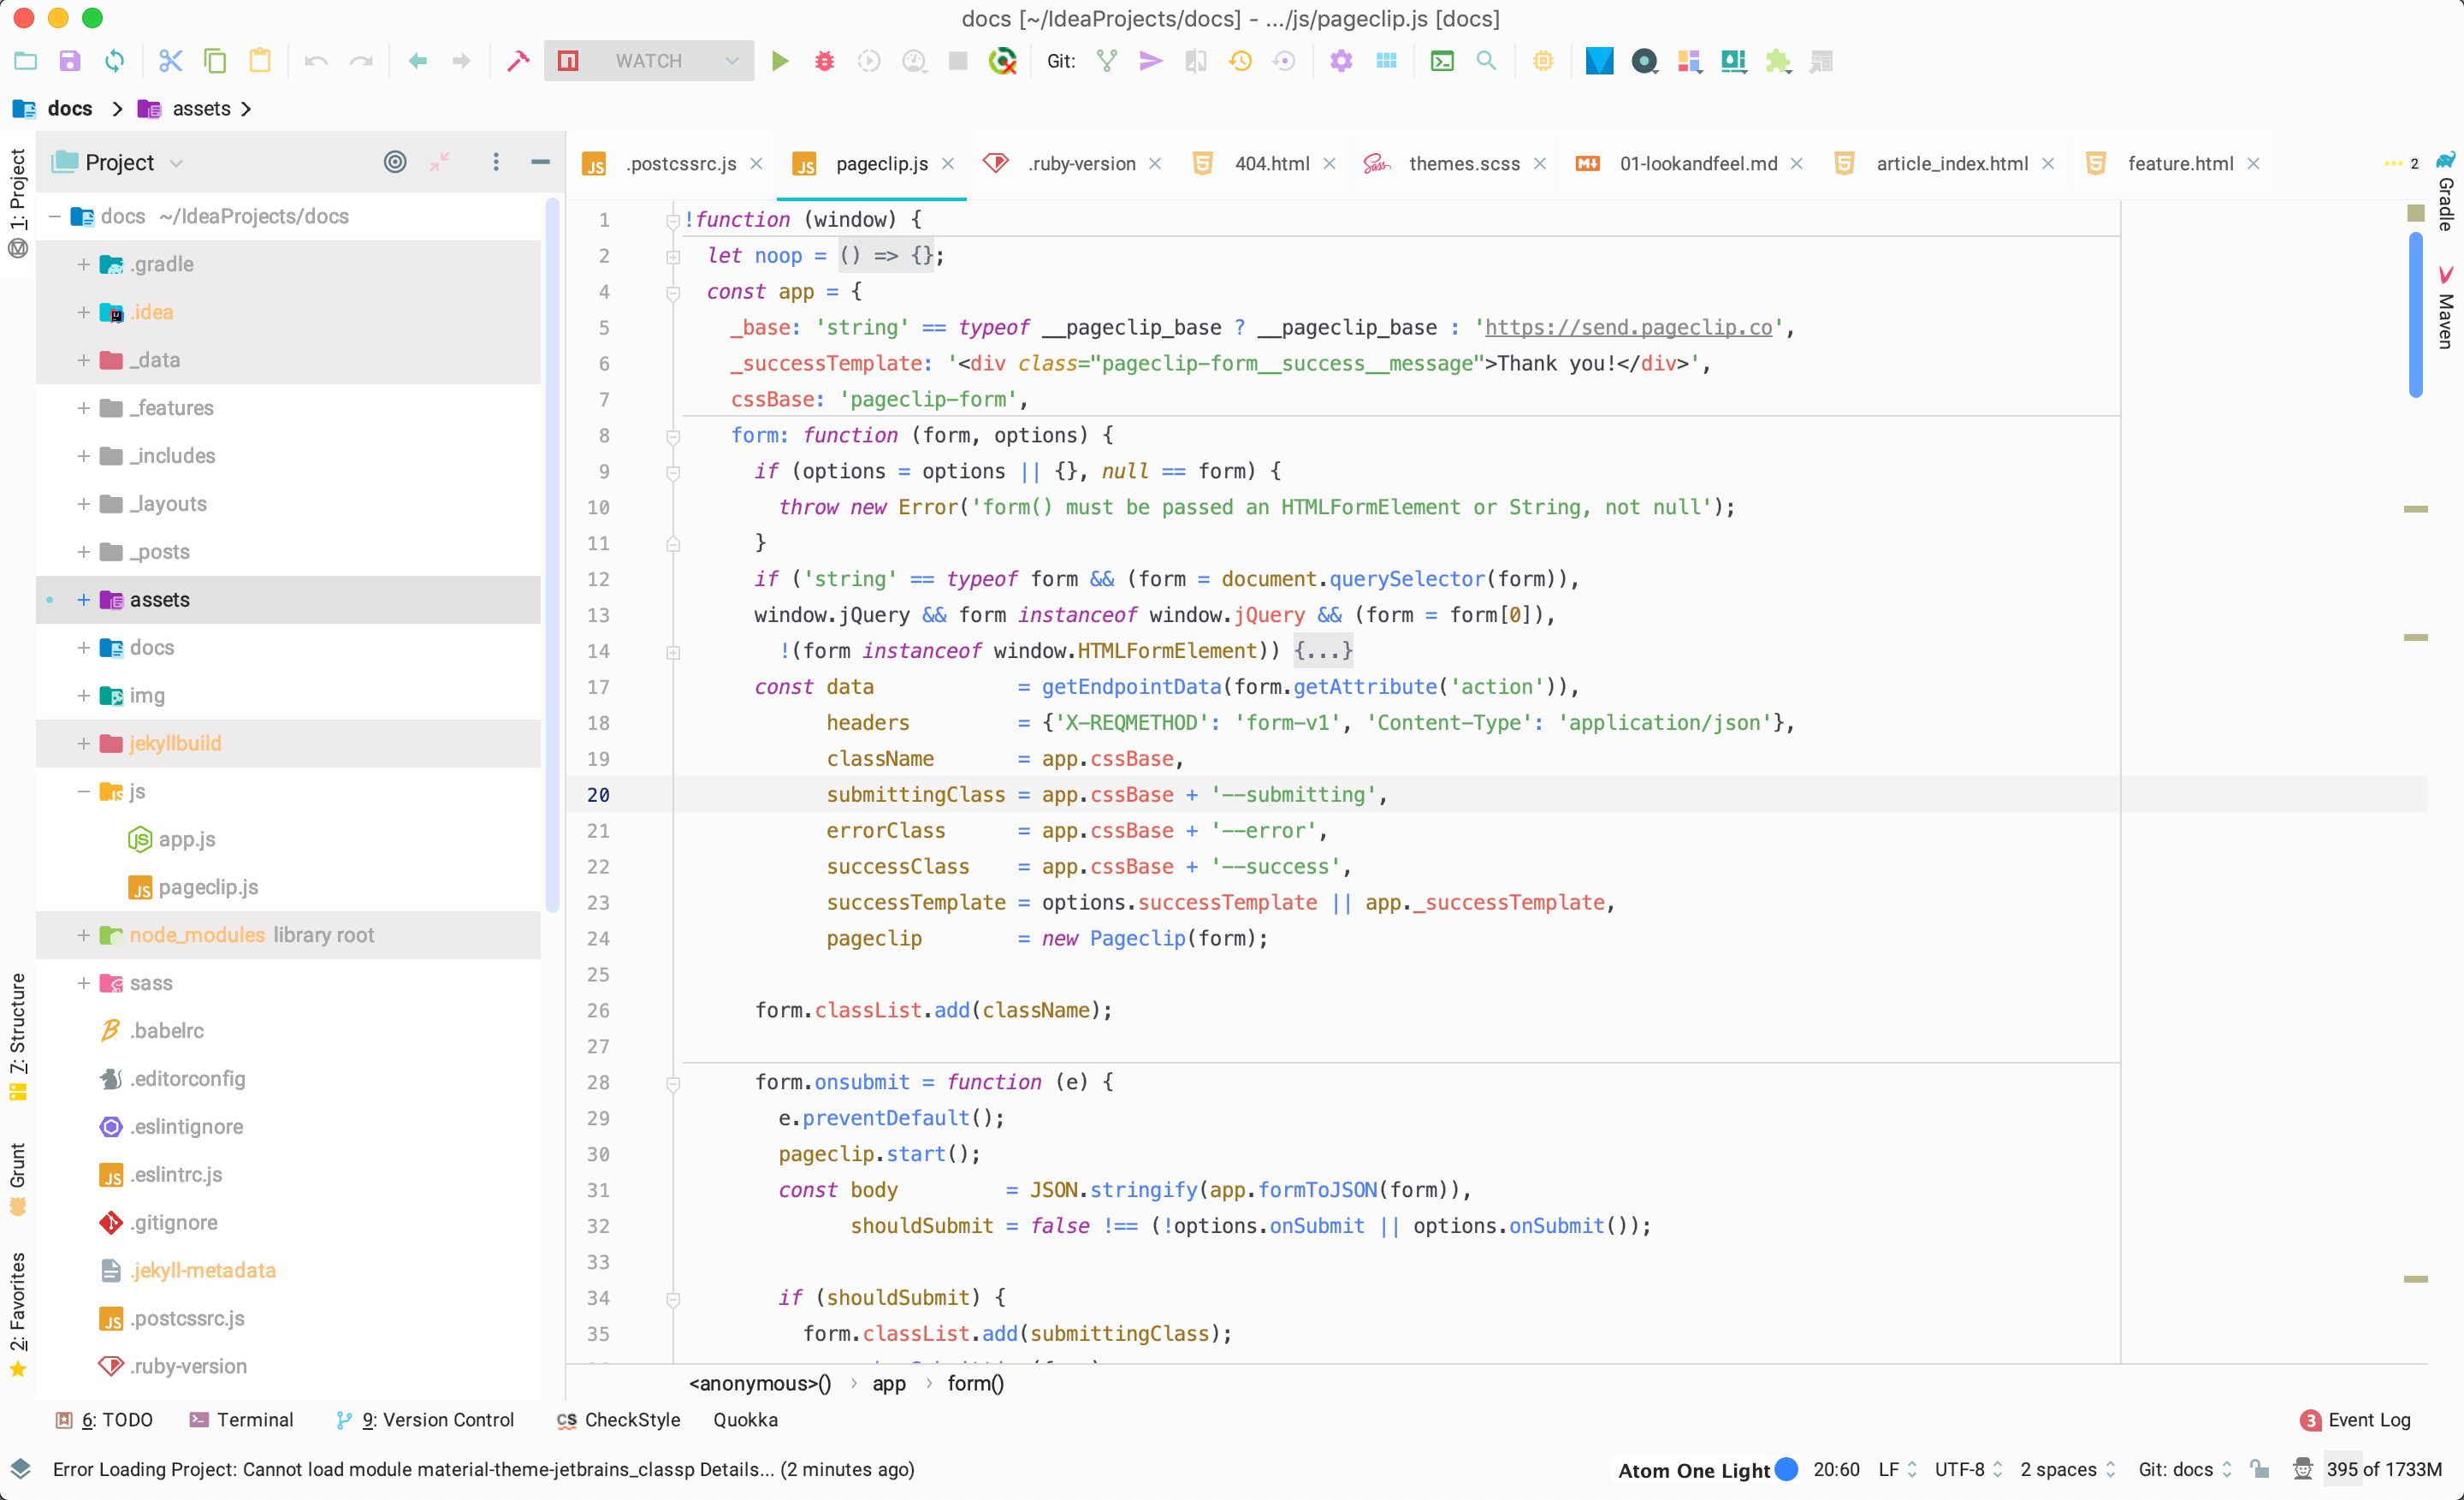 docs [~/IdeaProjects/docs] - .../js/pageclip.js [docs]
WATCH
Git:
docs
assets
1: Project
Project
.postcssrc.js
pageclip.js
.ruby-version
404.html
themes.scss
01-lookandfeel.md
article_index.html
feature.html
2
Gradle
Maven
docs ~/IdeaProjects/docs
.gradle
.idea
_data
_features
_includes
_layouts
_posts
assets
docs
img
jekyllbuild
js
app.js
pageclip.js
node_modules library root
sass
.babelrc
.editorconfig
.eslintignore
.eslintrc.js
.gitignore
.jekyll-metadata
.postcssrc.js
.ruby-version
7: Structure
Grunt
2: Favorites
1 !function (window) {
2 let noop = () => {};
4 const app = {
5 _base: 'string' == typeof __pageclip_base ? __pageclip_base : 'https://send.pageclip.co',
6 _successTemplate: '<div class="pageclip-form__success__message">Thank you!</div>',
7 cssBase: 'pageclip-form',
8 form: function (form, options) {
9 if (options = options || {}, null == form) {
10 throw new Error('form() must be passed an HTMLFormElement or String, not null');
11 }
12 if ('string' == typeof form && (form = document.querySelector(form)),
13 window.jQuery && form instanceof window.jQuery && (form = form[0]),
14 !(form instanceof window.HTMLFormElement)) {...}
17 const data = getEndpointData(form.getAttribute('action')),
18 headers = {'X-REQMETHOD': 'form-v1', 'Content-Type': 'application/json'},
19 className = app.cssBase,
20 submittingClass = app.cssBase + '--submitting',
21 errorClass = app.cssBase + '--error',
22 successClass = app.cssBase + '--success',
23 successTemplate = options.successTemplate || app._successTemplate,
24 pageclip = new Pageclip(form);
25
26 form.classList.add(className);
27
28 form.onsubmit = function (e) {
29 e.preventDefault();
30 pageclip.start();
31 const body = JSON.stringify(app.formToJSON(form)),
32 shouldSubmit = false !== (!options.onSubmit || options.onSubmit());
33
34 if (shouldSubmit) {
35 form.classList.add(submittingClass);
<anonymous>() › app › form()
6: TODO
Terminal
9: Version Control
CheckStyle
Quokka
3 Event Log
Error Loading Project: Cannot load module material-theme-jetbrains_classp Details... (2 minutes ago)
Atom One Light
20:60
LF
UTF-8
2 spaces
Git: docs
395 of 1733M